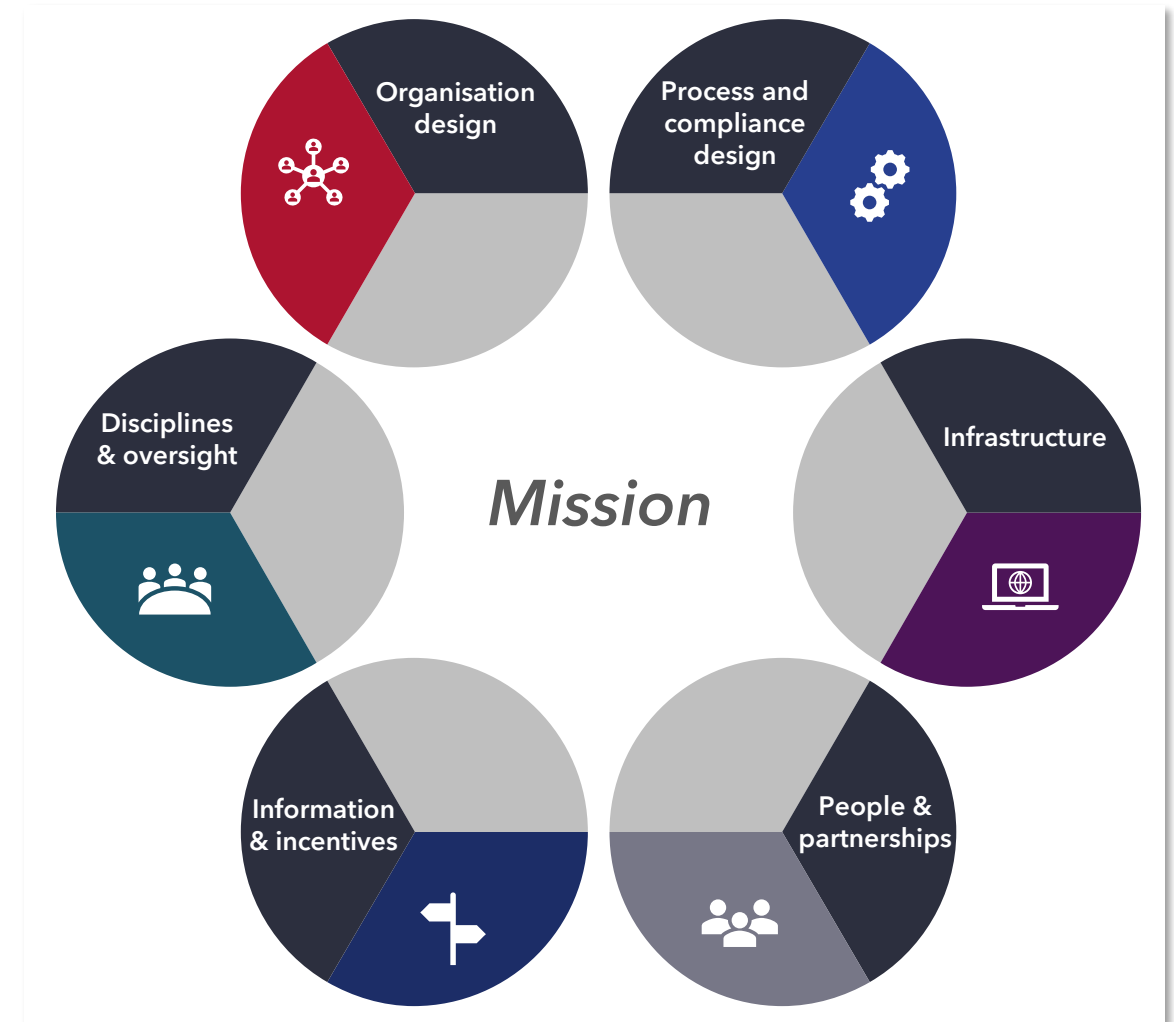 Organisation
design
Process and
compliance
design
Disciplines
& oversight
Infrastructure
Mission
Information
& incentives
People &
partnerships